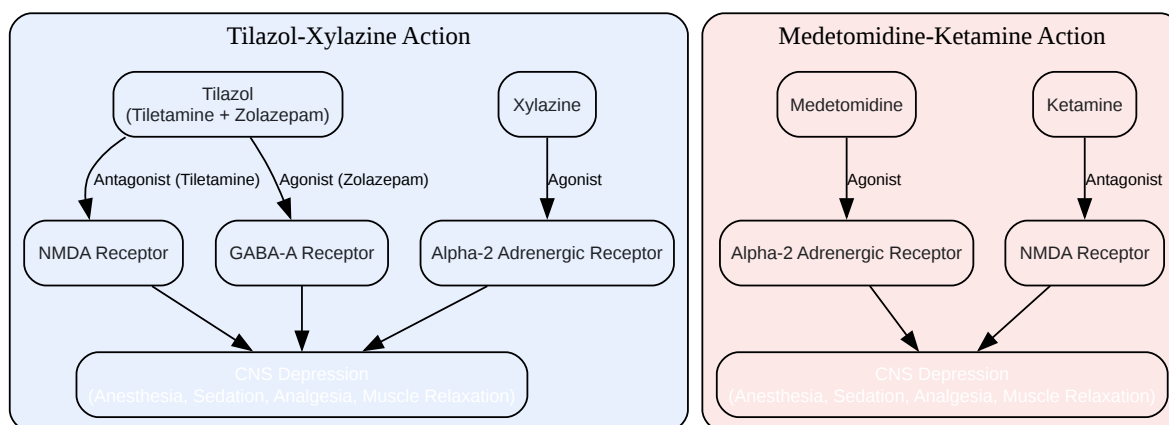 Tilazol-Xylazine Action
Tilazol
(Tiletamine + Zolazepam)
Xylazine
Antagonist (Tiletamine)
Agonist (Zolazepam)
Agonist
NMDA Receptor
GABA-A Receptor
Alpha-2 Adrenergic Receptor
CNS Depression
(Anesthesia, Sedation, Analgesia, Muscle Relaxation)
Medetomidine-Ketamine Action
Medetomidine
Ketamine
Agonist
Antagonist
Alpha-2 Adrenergic Receptor
NMDA Receptor
CNS Depression
(Anesthesia, Sedation, Analgesia, Muscle Relaxation)